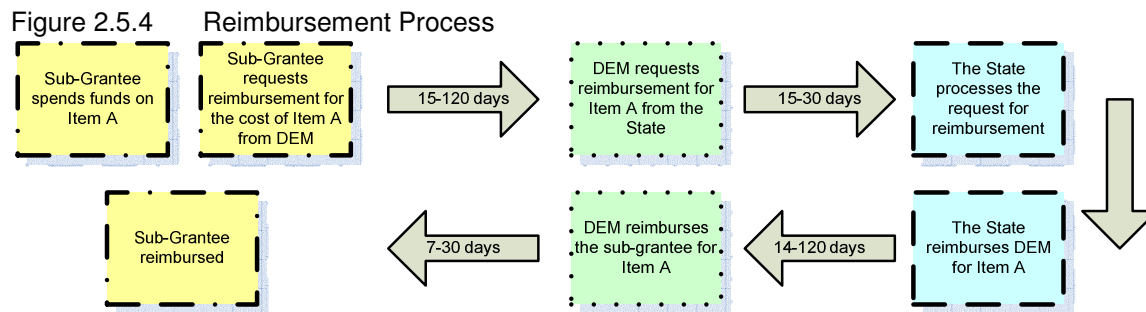 Figure 2.5.4 Reimbursement Process
Sub-Grantee
spends funds on
Item A
Sub-Grantee
requests
reimbursement for
the cost of Item A
from DEM
15-120 days
DEM requests
reimbursement for
Item A from the
State
15-30 days
The State
processes the
request for
reimbursement
The State
reimburses DEM
for Item A
14-120 days
DEM reimburses
the sub-grantee for
Item A
7-30 days
Sub-Grantee
reimbursed